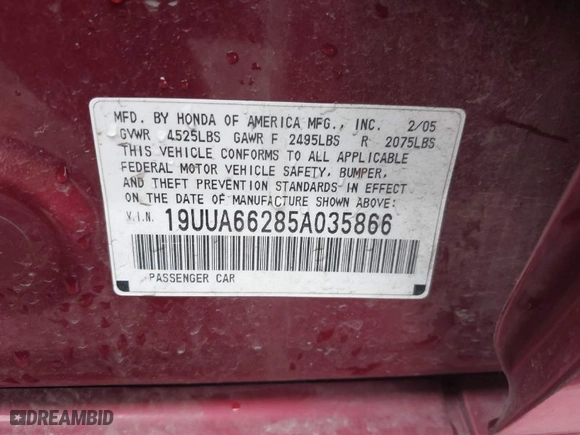 MFD. BY HONDA OF AMERICA MFG., INC. 2/05
GVWR 4525LBS GAWR F 2495LBS R 2075LBS
THIS VEHICLE CONFORMS TO ALL APPLICABLE
FEDERAL MOTOR VEHICLE SAFETY, BUMPER,
AND THEFT PREVENTION STANDARDS IN EFFECT
ON THE DATE OF MANUFACTURE SHOWN ABOVE:
V.I.N. 19UUA66285A035866
PASSENGER CAR
DREAMBID